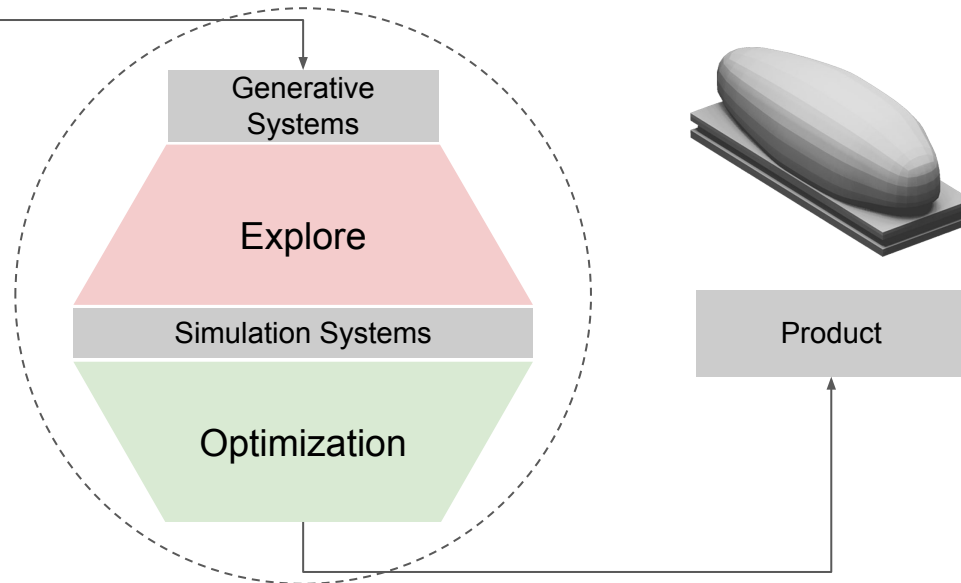 Generative
Systems
Explore
Simulation Systems
Product
Optimization